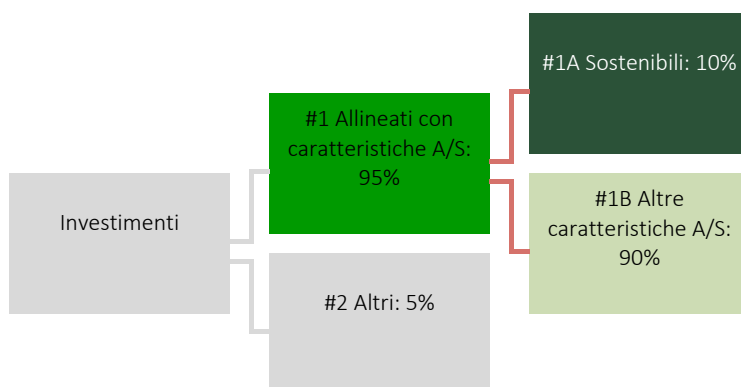 Investimenti
#1 Allineati con
caratteristiche A/S:
95%
#2 Altri: 5%
#1A Sostenibili: 10%
#1B Altre
caratteristiche A/S:
90%